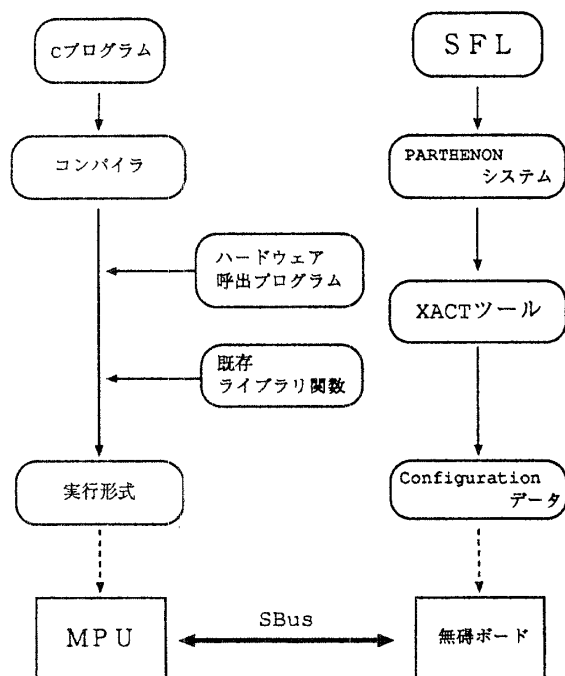 Cプログラム
コンパイラ
ハードウェア
呼出プログラム
既存
ライブラリ関数
実行形式
MPU
SBus
SFL
PARTHENON
システム
XACTツール
Configuration
データ
無碍ボード